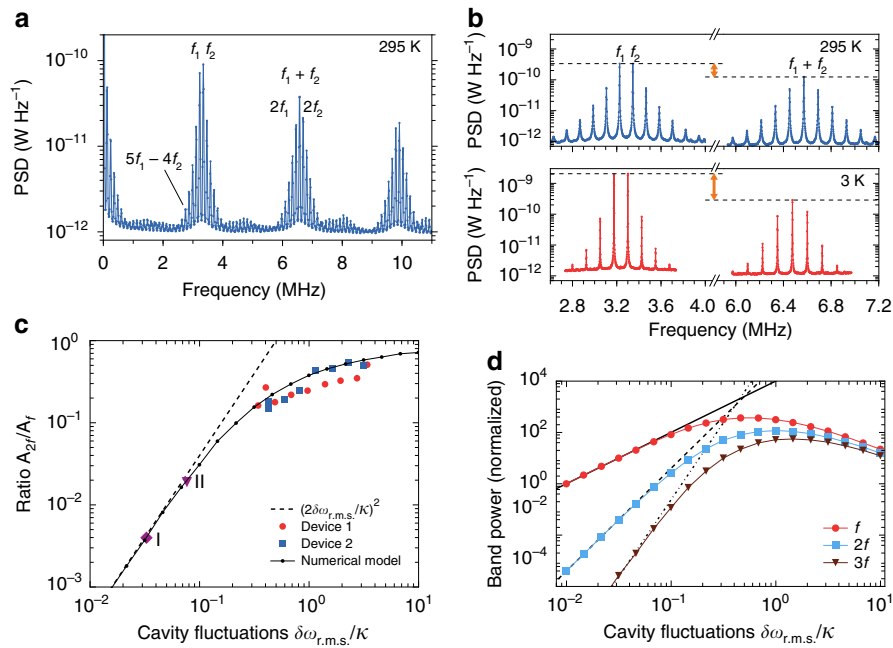 a
PSD (W Hz⁻¹)
10⁻¹⁰
10⁻¹¹
10⁻¹²
f₁ f₂
295 K
f₁ + f₂
2f₁ 2f₂
5f₁ – 4f₂
0 2 4 6 8 10
Frequency (MHz)
b
PSD (W Hz⁻¹)
10⁻⁹
10⁻¹⁰
10⁻¹¹
10⁻¹²
f₁ f₂
295 K
f₁ + f₂
PSD (W Hz⁻¹)
10⁻⁹
10⁻¹⁰
10⁻¹¹
10⁻¹²
3 K
2.8 3.2 3.6 4.0 6.0 6.4 6.8 7.2
Frequency (MHz)
c
Ratio A₂f/Af
10⁰
10⁻¹
10⁻²
10⁻³
II
I
(2δωr.m.s./κ)²
Device 1
Device 2
Numerical model
10⁻² 10⁻¹ 10⁰ 10¹
Cavity fluctuations δωr.m.s./κ
d
Band power (normalized)
10⁴
10²
10⁰
10⁻²
10⁻⁴
f
2f
3f
10⁻² 10⁻¹ 10⁰ 10¹
Cavity fluctuations δωr.m.s./κ